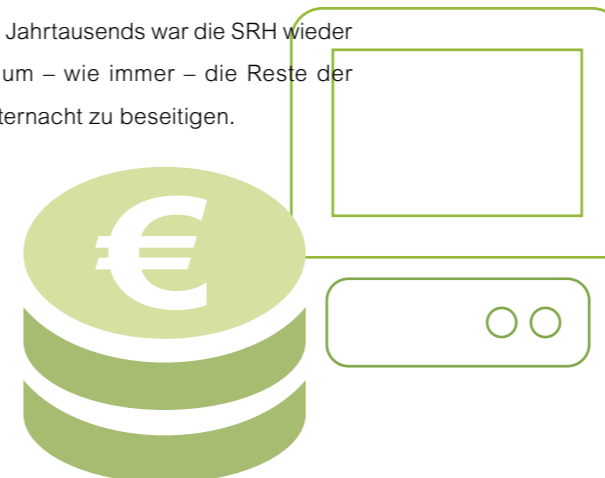 Jahrtausends war die SRH wieder
um – wie immer – die Reste der
ternacht zu beseitigen.
€